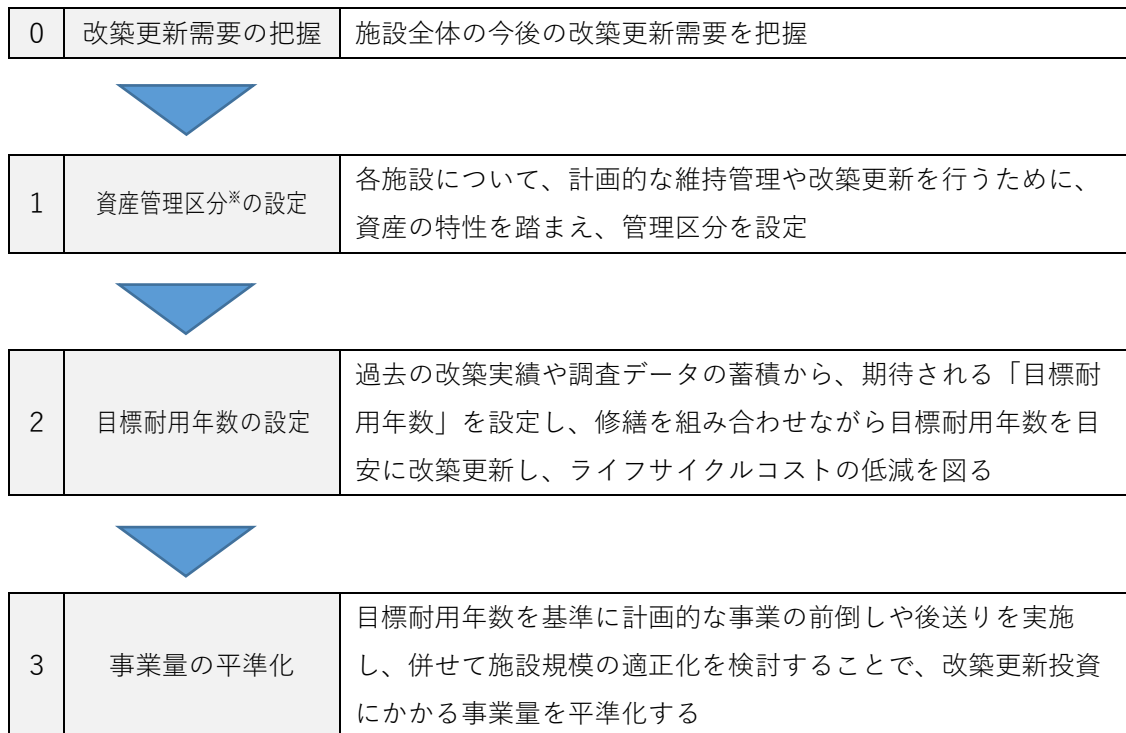 0 改築更新需要の把握 施設全体の今後の改築更新需要を把握
1 資産管理区分※の設定 各施設について、計画的な維持管理や改築更新を行うために、
資産の特性を踏まえ、管理区分を設定
2 目標耐用年数の設定 過去の改築実績や調査データの蓄積から、期待される「目標耐
用年数」を設定し、修繕を組み合わせながら目標耐用年数を目
安に改築更新し、ライフサイクルコストの低減を図る
3 事業量の平準化 目標耐用年数を基準に計画的な事業の前倒しや後送りを実施
し、併せて施設規模の適正化を検討することで、改築更新投資
にかかる事業量を平準化する